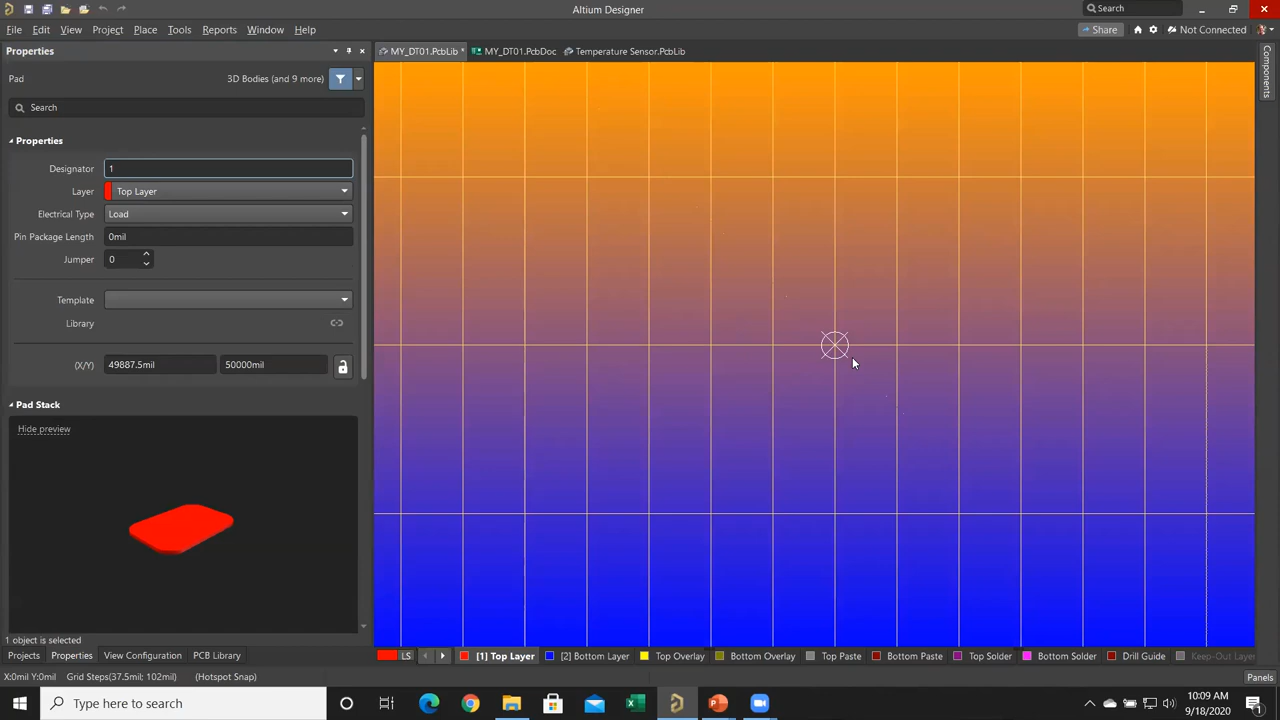 Altium Designer
Search
File Edit View Project Place Tools Reports Window Help
Share
Not Connected
Properties
MY_DT01.PcbLib *
MY_DT01.PcbDoc
Temperature Sensor.PcbLib
Components
Pad
3D Bodies (and 9 more)
Search
Properties
Designator 1
Layer Top Layer
Electrical Type Load
Pin Package Length 0mil
Jumper 0
Template
Library
(X/Y) 49887.5mil 50000mil
Pad Stack
Hide preview
1 object is selected
Projects Properties View Configuration PCB Library
LS [1] Top Layer [2] Bottom Layer Top Overlay Bottom Overlay Top Paste Bottom Paste Top Solder Bottom Solder Drill Guide Keep-Out Layer
X:0mil Y:0mil Grid Steps(37.5mil; 102mil) (Hotspot Snap)
Panels
Type here to search
10:09 AM
9/18/2020
1